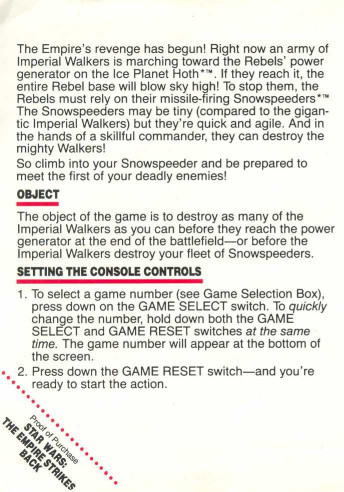 The Empire's revenge has begun! Right now an army of
Imperial Walkers is marching toward the Rebels' power
generator on the Ice Planet Hoth*™. If they reach it, the
entire Rebel base will blow sky high! To stop them, the
Rebels must rely on their missile-firing Snowspeeders*™
The Snowspeeders may be tiny (compared to the gigan-
tic Imperial Walkers) but they're quick and agile. And in
the hands of a skillful commander, they can destroy the
mighty Walkers!
So climb into your Snowspeeder and be prepared to
meet the first of your deadly enemies!
OBJECT
The object of the game is to destroy as many of the
Imperial Walkers as you can before they reach the power
generator at the end of the battlefield—or before the
Imperial Walkers destroy your fleet of Snowspeeders.
SETTING THE CONSOLE CONTROLS
1. To select a game number (see Game Selection Box),
press down on the GAME SELECT switch. To quickly
change the number, hold down both the GAME
SELECT and GAME RESET switches at the same
time. The game number will appear at the bottom of
the screen.
2. Press down the GAME RESET switch—and you're
ready to start the action.
Proof of Purchase
STAR WARS:
THE EMPIRE STRIKES
BACK